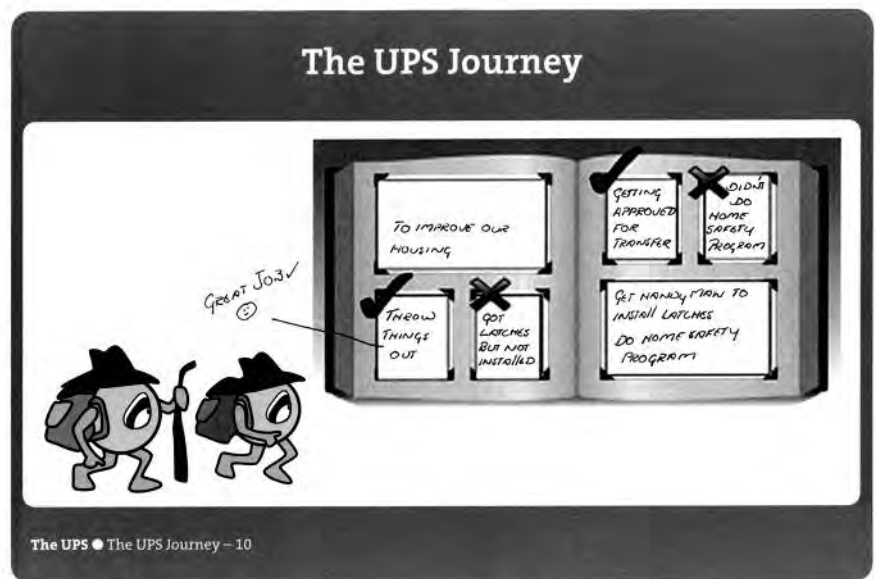 The UPS Journey
TO IMPROVE OUR
HOUSING
GREAT JOB✓
THROW
THINGS
OUT
GOT
LATCHES
BUT NOT
INSTALLED
GETTING
APPROVED
FOR
TRANSFER
DIDN'T
DO
HOME
SAFETY
PROGRAM
GET HANDYMAN TO
INSTALL LATCHES
DO HOME SAFETY
PROGRAM
The UPS ● The UPS Journey – 10